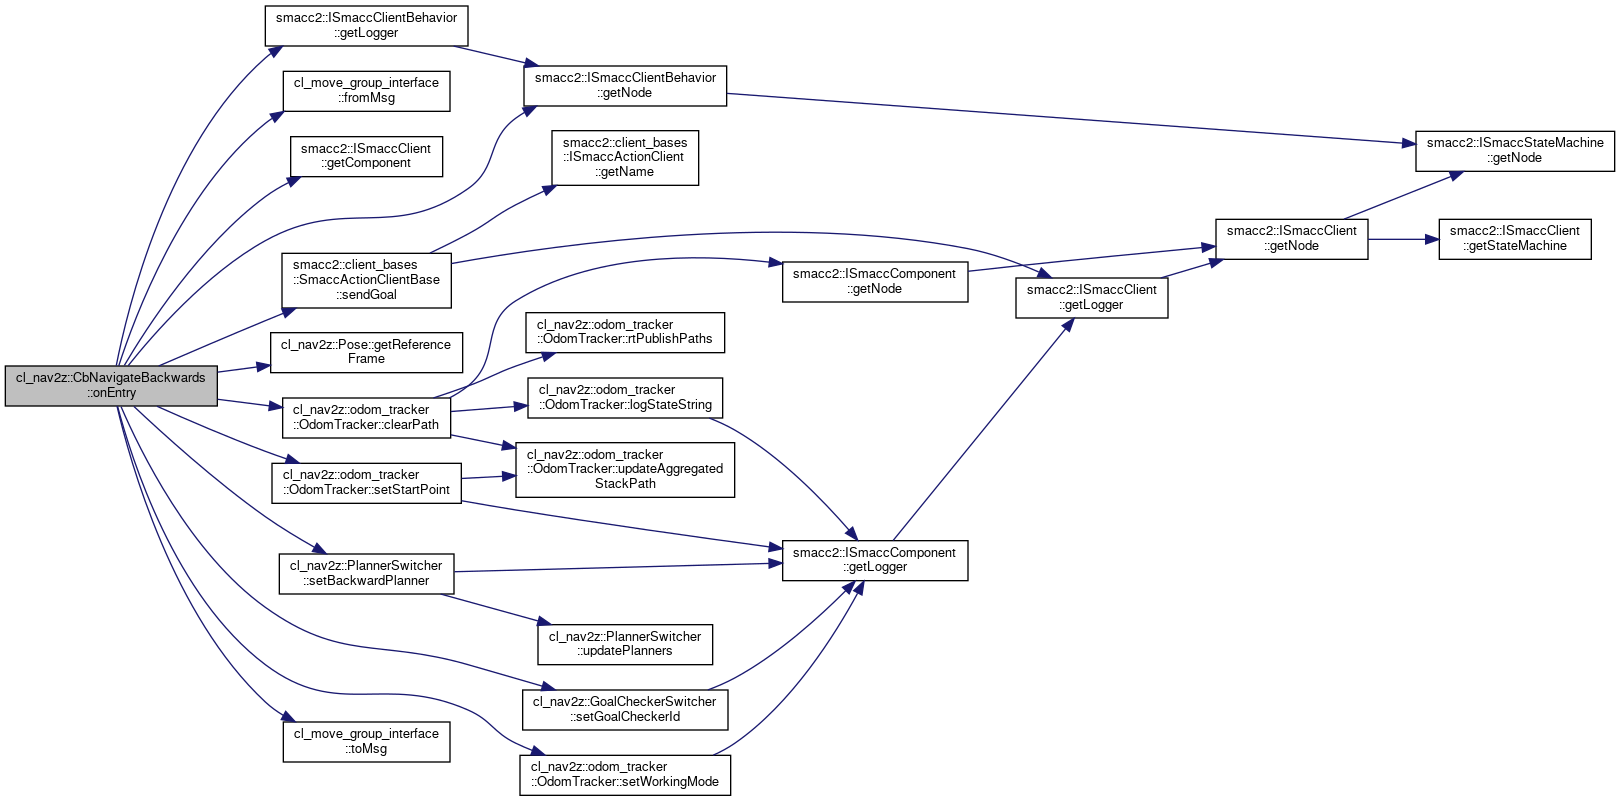 smacc2::ISmaccClientBehavior
::getLogger
cl_move_group_interface
::fromMsg
smacc2::ISmaccClient
::getComponent
smacc2::ISmaccClientBehavior
::getNode
smacc2::client_bases
::ISmaccActionClient
::getName
smacc2::ISmaccStateMachine
::getNode
smacc2::client_bases
::SmaccActionClientBase
::sendGoal
smacc2::ISmaccComponent
::getNode
smacc2::ISmaccClient
::getLogger
smacc2::ISmaccClient
::getNode
smacc2::ISmaccClient
::getStateMachine
cl_nav2z::CbNavigateBackwards
::onEntry
cl_nav2z::Pose::getReference
Frame
cl_nav2z::odom_tracker
::OdomTracker::rtPublishPaths
cl_nav2z::odom_tracker
::OdomTracker::clearPath
cl_nav2z::odom_tracker
::OdomTracker::logStateString
cl_nav2z::odom_tracker
::OdomTracker::setStartPoint
cl_nav2z::odom_tracker
::OdomTracker::updateAggregated
StackPath
cl_nav2z::PlannerSwitcher
::setBackwardPlanner
smacc2::ISmaccComponent
::getLogger
cl_nav2z::PlannerSwitcher
::updatePlanners
cl_nav2z::GoalCheckerSwitcher
::setGoalCheckerId
cl_move_group_interface
::toMsg
cl_nav2z::odom_tracker
::OdomTracker::setWorkingMode